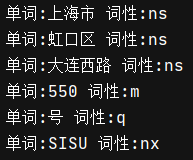 单词:上海市 词性:ns
单词:虹口区 词性:ns
单词:大连西路 词性:ns
单词:550 词性:m
单词:号 词性:q
单词:SISU 词性:nx